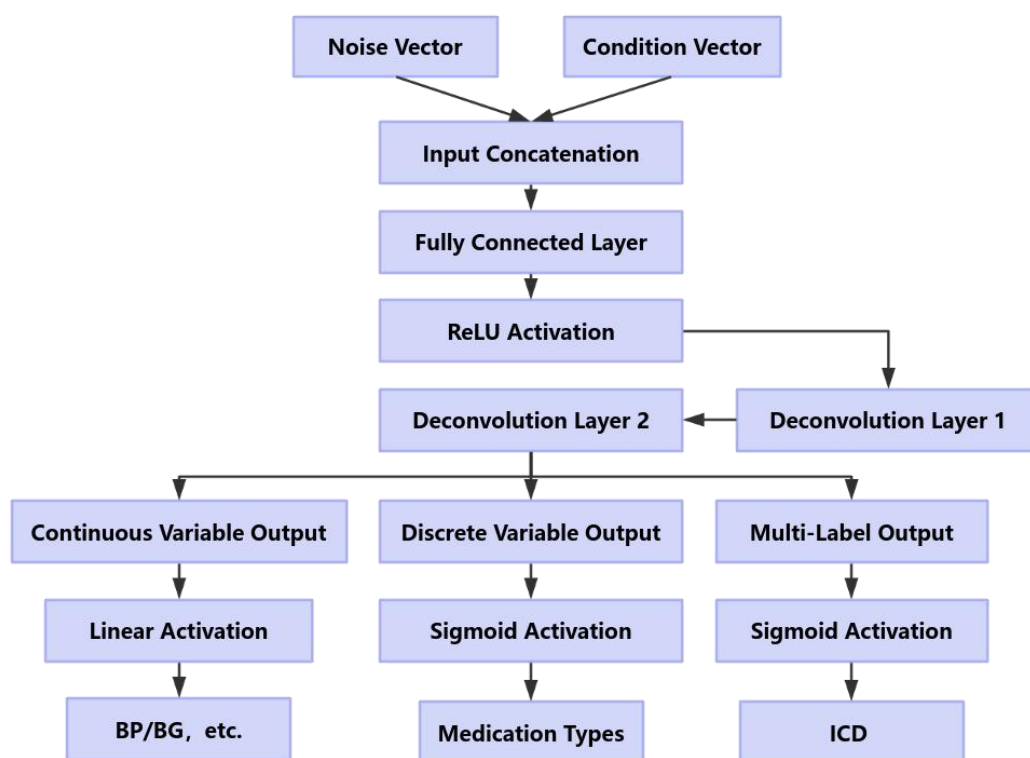 Noise Vector
Condition Vector
Input Concatenation
Fully Connected Layer
ReLU Activation
Deconvolution Layer 2
Deconvolution Layer 1
Continuous Variable Output
Discrete Variable Output
Multi-Label Output
Linear Activation
Sigmoid Activation
Sigmoid Activation
BP/BG，etc.
Medication Types
ICD